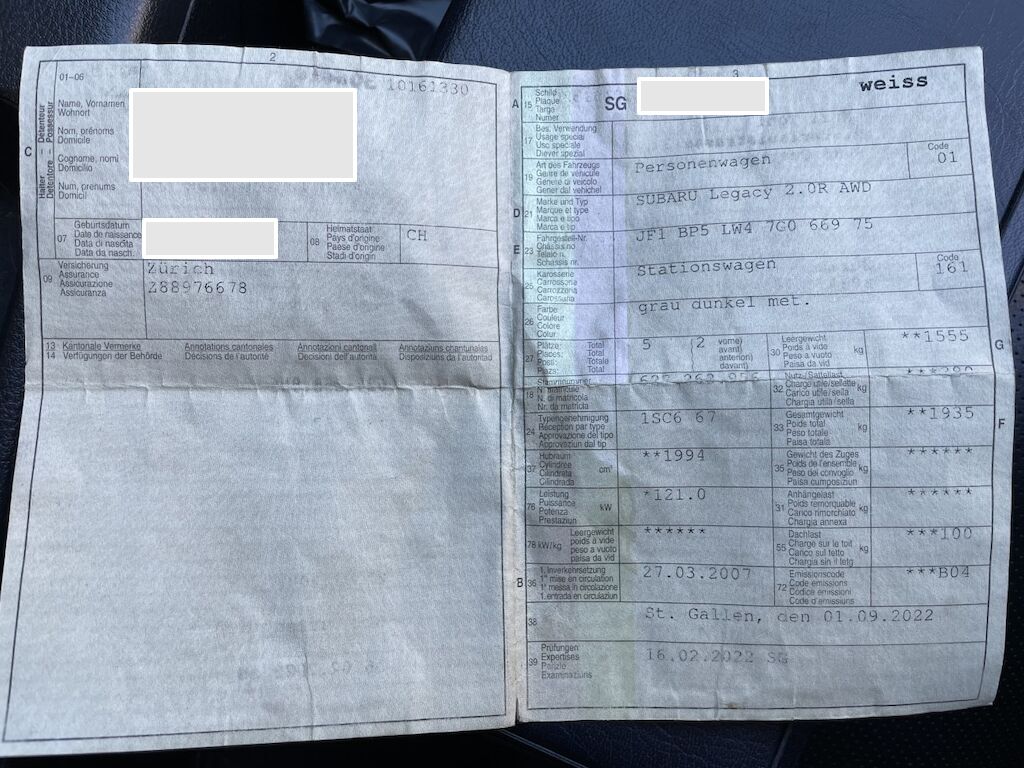 2
01-06
10161330
C
Halter Détenteur
Detentore Possessur
Name, Vornamen
Wohnort
Nom, prénoms
Domicile
Cognome, nomi
Domicilio
Num, prenums
Domicil
07
Geburtsdatum
Date de naissance
Data di nascita
Data da nasch.
08
Heimatstaat
Pays d'origine
Paese d'origine
Stadi d'origin
CH
09
Versicherung
Assurance
Assicurazione
Assicuranza
Zürich
Z88976678
13 Kantonale Vermerke Annotations cantonales Annotazioni cantonali Annotaziuns chantunalas
14 Verfügungen der Behörde Décisions de l'autorité Decisioni dell'autorità Dispoziziuns da l'autoritad
3
A 15
Schild
Plaque
Targa
Numer
SG
weiss
17
Bes. Verwendung
Usage spécial
Uso speciale
Diever spezial
19
Art des Fahrzeugs
Genre de véhicule
Genere di veicolo
Gener dal vehichel
Personenwagen
Code
01
D 21
Marke und Typ
Marque et type
Marca e tipo
Marca e tip
SUBARU Legacy 2.0R AWD
E 23
Fahrgestell-Nr.
Châssis no
Telaio n.
Schassis nr.
JF1 BP5 LW4 7G0 669 75
25
Karosserie
Carrosserie
Carrozzeria
Carossaria
Stationswagen
Code
161
26
Farbe
Couleur
Colore
Colur
grau dunkel met.
27
Plätze: Total
Places: Total
Posti: Total
Plazs: Total
5
2
vorne)
avant)
anteriori)
davant)
30
Leergewicht
Poids à vide
Peso a vuoto
Paisa da vid
kg
**1555
G
18
Stammnummer
N. matricule
N. di matricola
Nr. da matricla
32
Nutz-/Sattellast
Charge utile/sellette
Carico utile/sella
Chargia utila/sella
kg
24
Typengenehmigung
Réception par type
Approvazione del tipo
Approvaziun dal tip
1SC6 67
33
Gesamtgewicht
Poids total
Peso totale
Paisa totala
kg
**1935
F
37
Hubraum
Cylindrée
Cilindrata
Cilindrada
cm³
**1994
35
Gewicht des Zuges
Poids de l'ensemble
Peso del convoglio
Paisa cumposiziun
kg
******
76
Leistung
Puissance
Potenza
Prestaziun
kW
*121.0
31
Anhängelast
Poids remorquable
Carico rimorchiato
Chargia annexa
kg
******
78 kW/kg
Leergewicht
poids à vide
peso a vuoto
paisa da vid
******
55
Dachlast
Charge sur le toit
Carico sul tetto
Chargia sin il tetg
kg
***100
B 36
1. Inverkehrsetzung
1re mise en circulation
1a messa in circolazione
1. entrada en circulaziun
27.03.2007
72
Emissionscode
Code émissions
Codice emissioni
Code d'emissiuns
***B04
38
St. Gallen, den 01.09.2022
39
Prüfungen
Expertises
Perizie
Examinaziuns
16.02.2022 SG